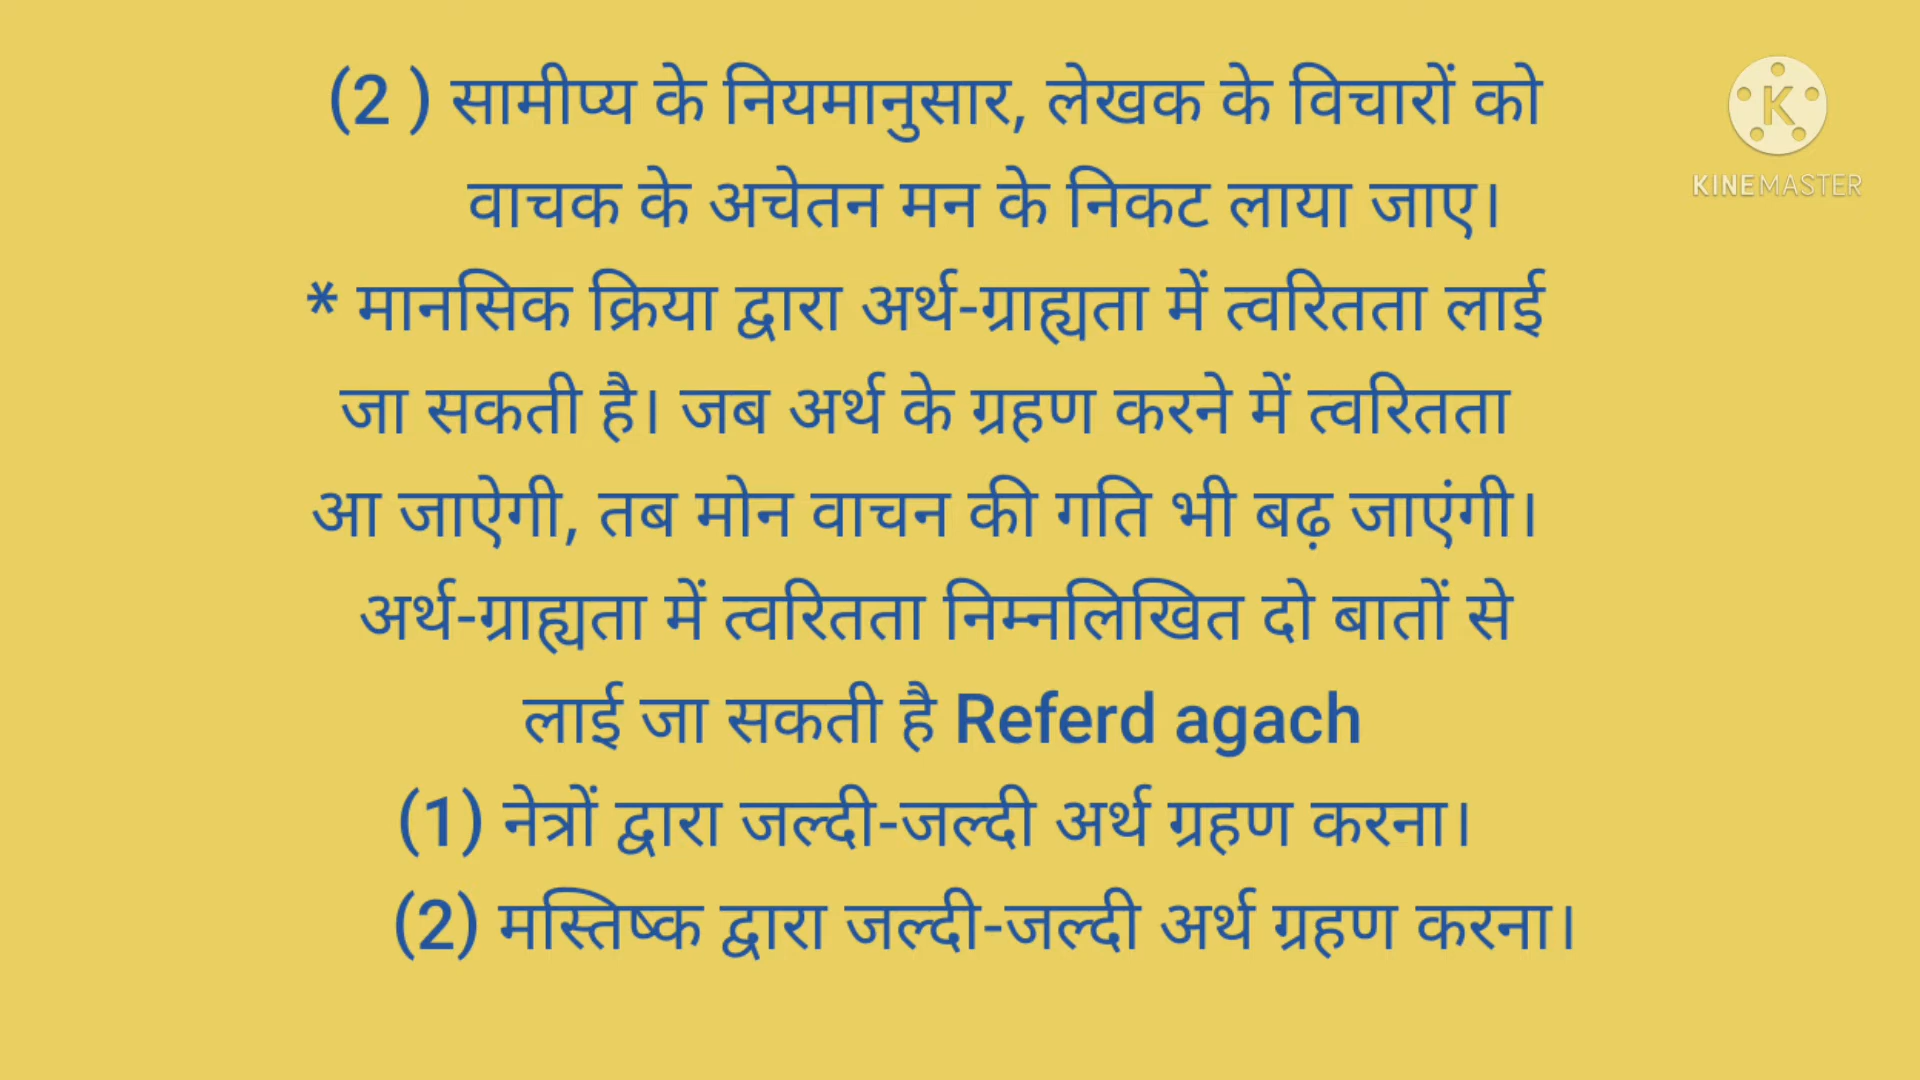 (2 ) सामीप्य के नियमानुसार, लेखक के विचारों को
वाचक के अचेतन मन के निकट लाया जाए।
* मानसिक क्रिया द्वारा अर्थ-ग्राह्यता में त्वरितता लाई
जा सकती है। जब अर्थ के ग्रहण करने में त्वरितता
आ जाऐगी, तब मोन वाचन की गति भी बढ़ जाएंगी।
अर्थ-ग्राह्यता में त्वरितता निम्नलिखित दो बातों से
लाई जा सकती है Referd agach
(1) नेत्रों द्वारा जल्दी-जल्दी अर्थ ग्रहण करना।
(2) मस्तिष्क द्वारा जल्दी-जल्दी अर्थ ग्रहण करना।
K
KINEMASTER